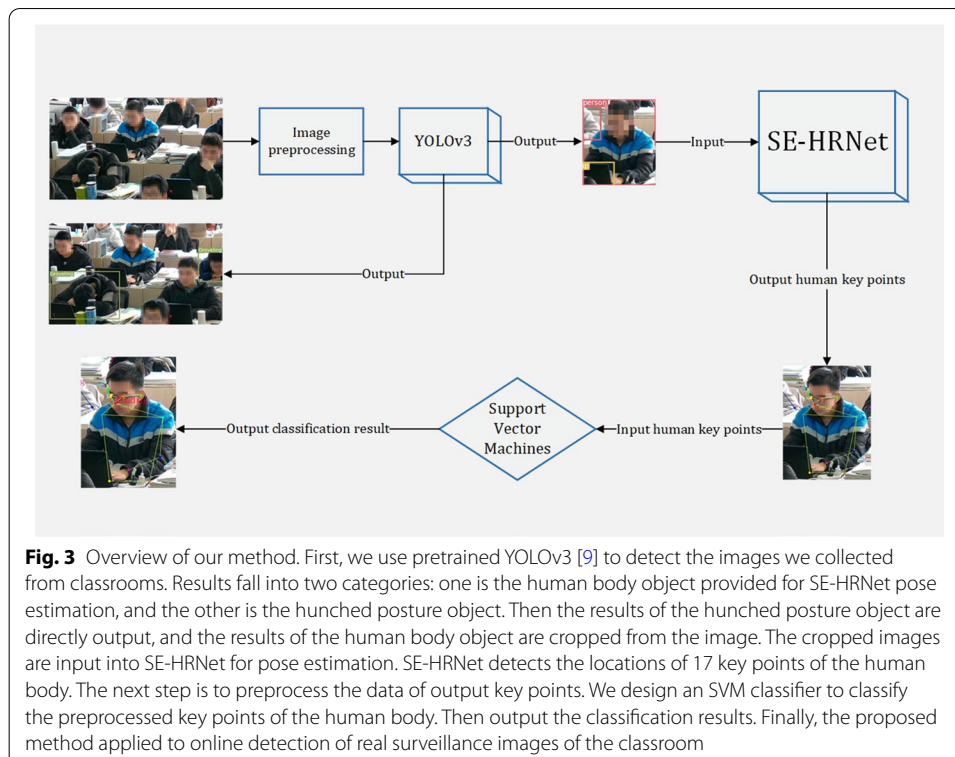 Image
preprocessing
YOLOv3
Output
person
Input
SE-HRNet
Output
Output human key points
Support
Vector
Machines
Output classification result
Input human key points
Fig. 3 Overview of our method. First, we use pretrained YOLOv3 [9] to detect the images we collected
from classrooms. Results fall into two categories: one is the human body object provided for SE-HRNet pose
estimation, and the other is the hunched posture object. Then the results of the hunched posture object are
directly output, and the results of the human body object are cropped from the image. The cropped images
are input into SE-HRNet for pose estimation. SE-HRNet detects the locations of 17 key points of the human
body. The next step is to preprocess the data of output key points. We design an SVM classifier to classify
the preprocessed key points of the human body. Then output the classification results. Finally, the proposed
method applied to online detection of real surveillance images of the classroom